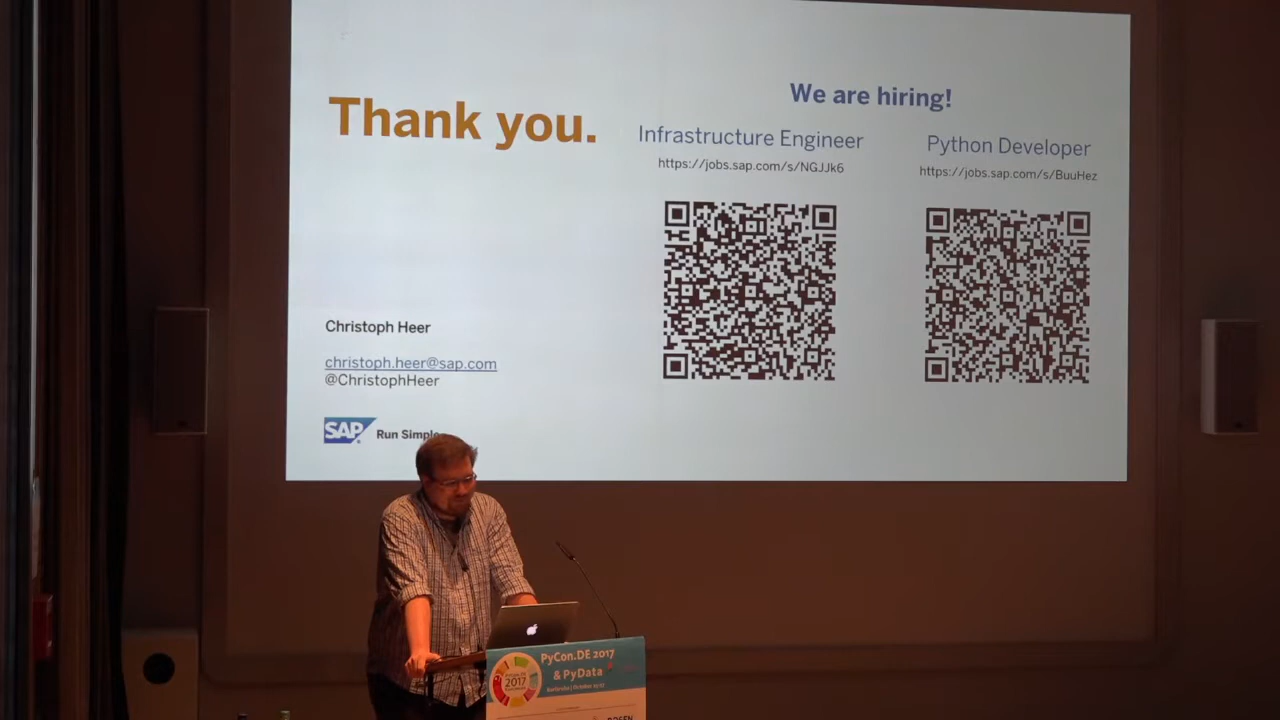 Thank you.
We are hiring!
Infrastructure Engineer
https://jobs.sap.com/s/NGJJk6
Python Developer
https://jobs.sap.com/s/BuuHez
Christoph Heer
christoph.heer@sap.com
@ChristophHeer
SAP
Run Simple
PyCon.DE 2017
& PyData
2017